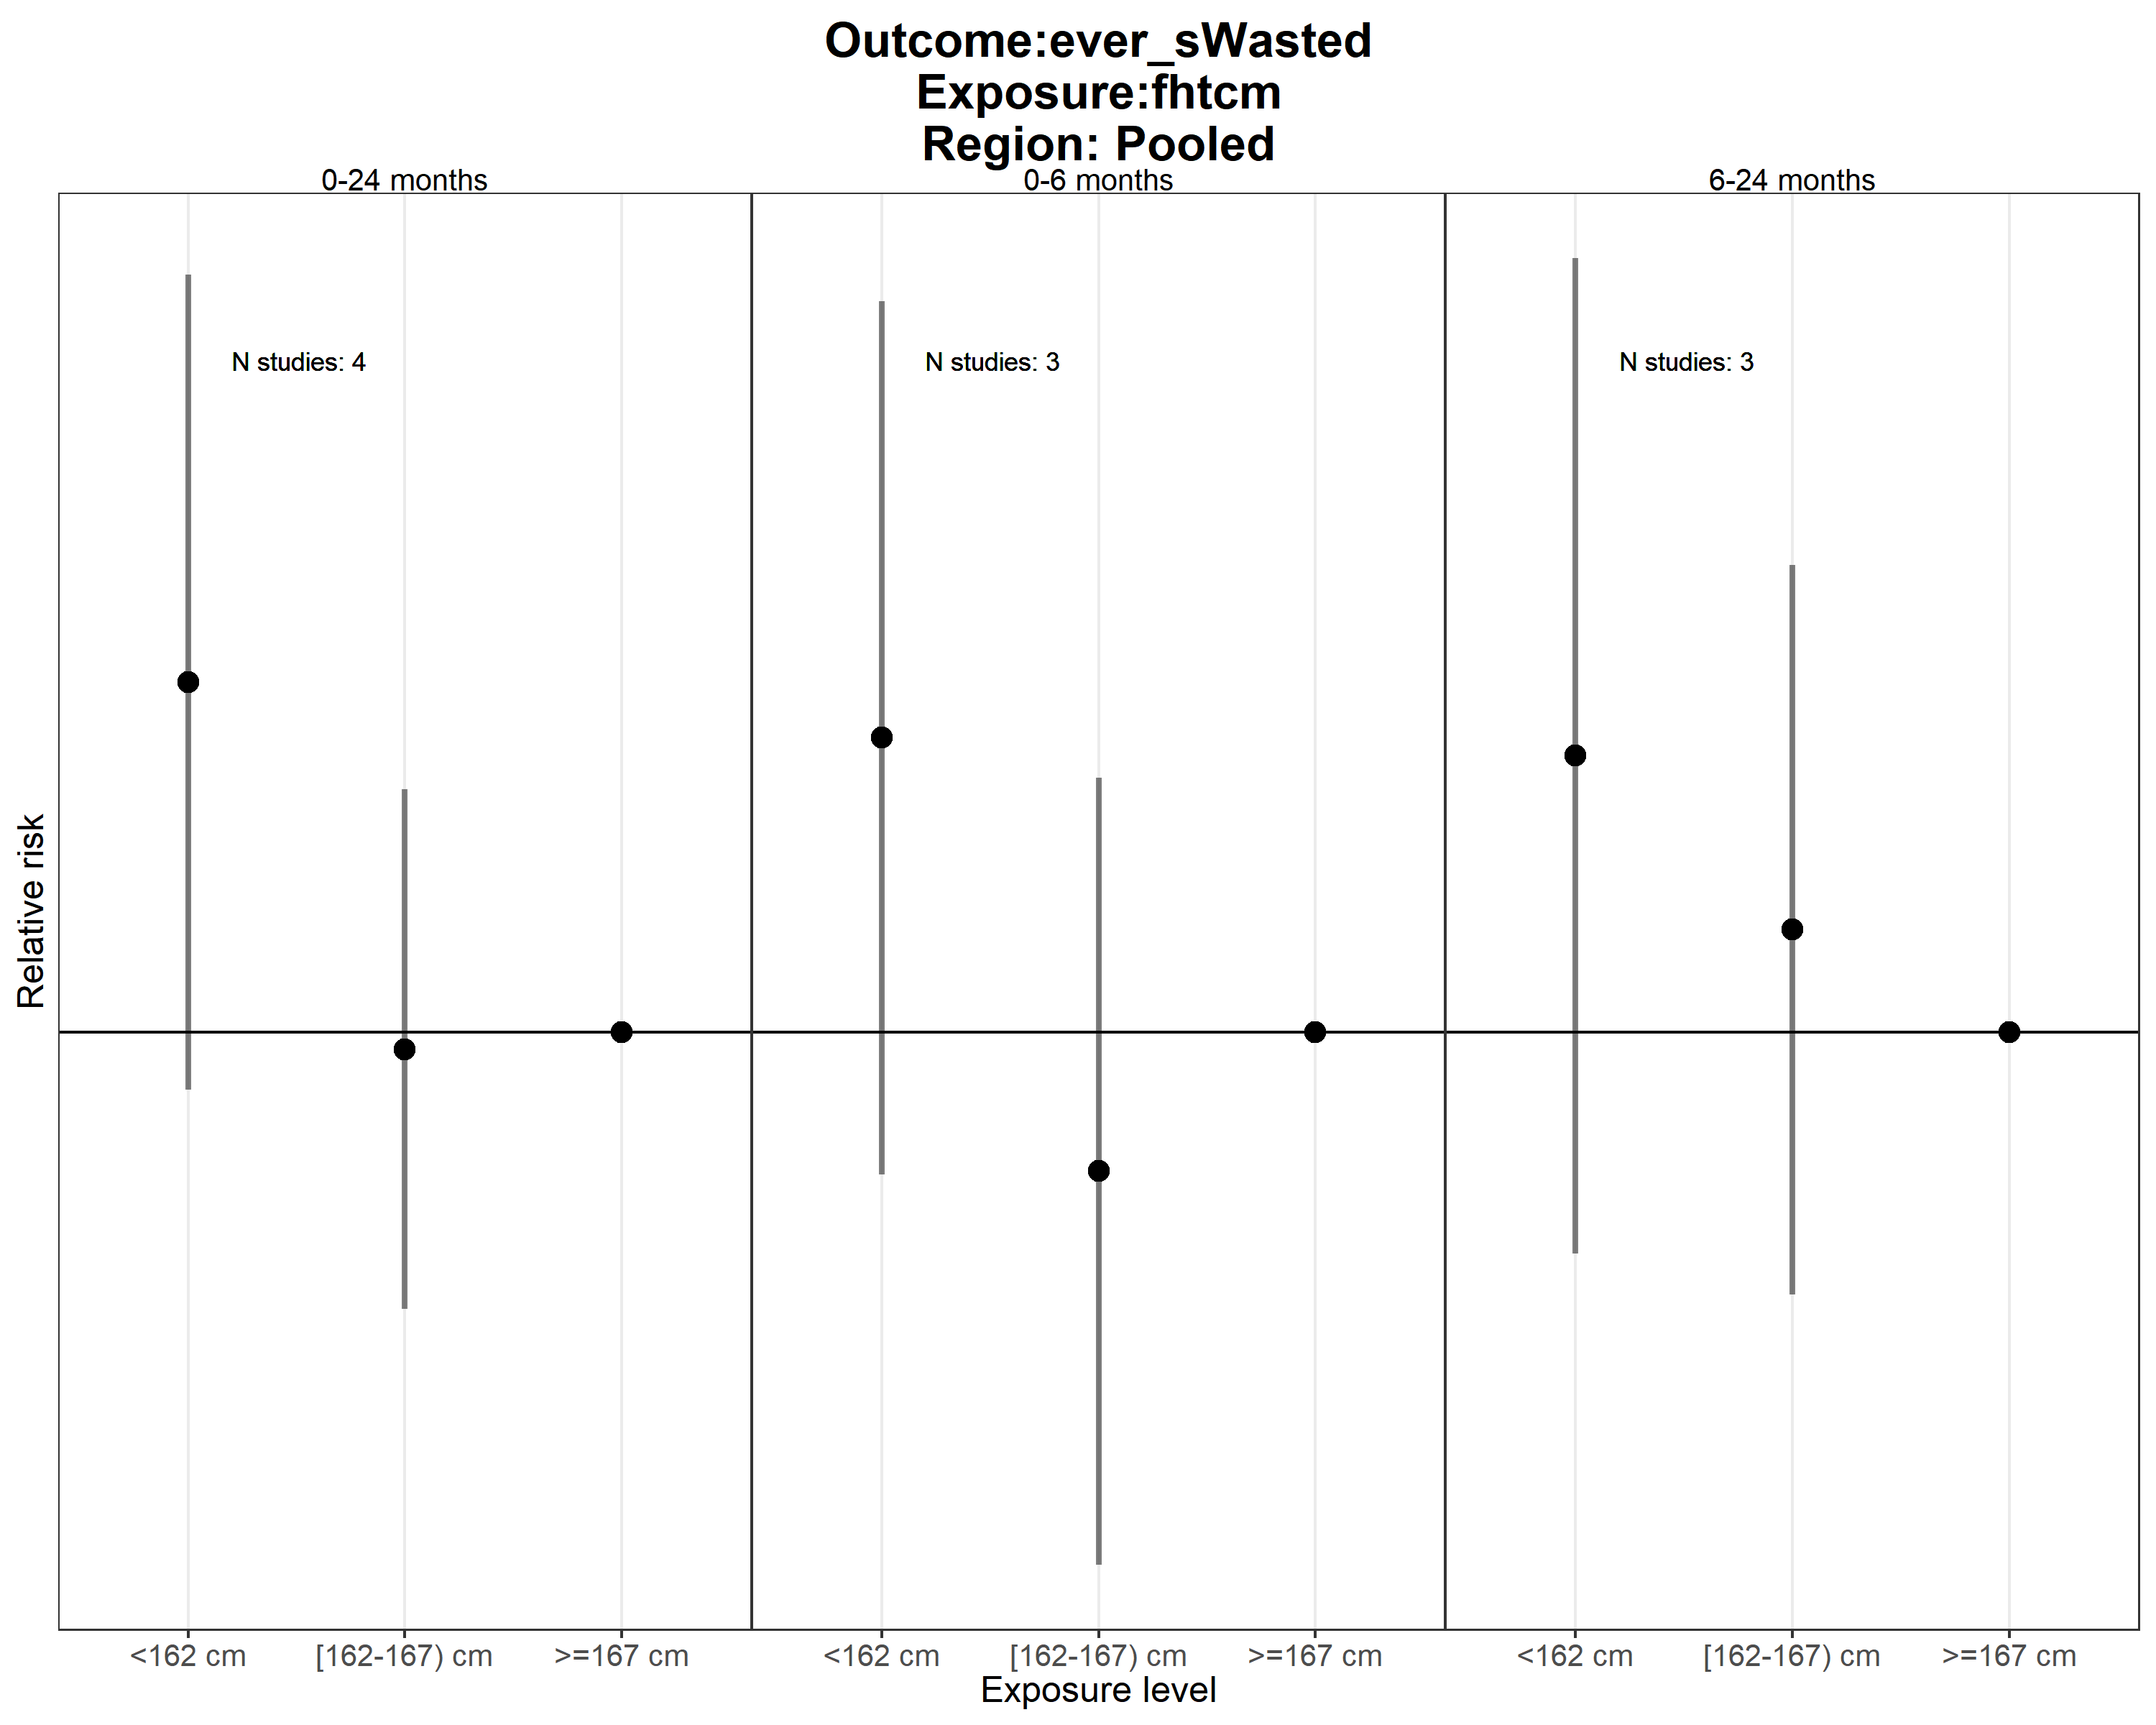 Outcome:ever_sWasted
Exposure:fhtcm
Region: Pooled
0-24 months
0-6 months
6-24 months
N studies: 4
N studies: 3
N studies: 3
Relative risk
<162 cm
[162-167) cm
>=167 cm
<162 cm
[162-167) cm
>=167 cm
<162 cm
[162-167) cm
>=167 cm
Exposure level